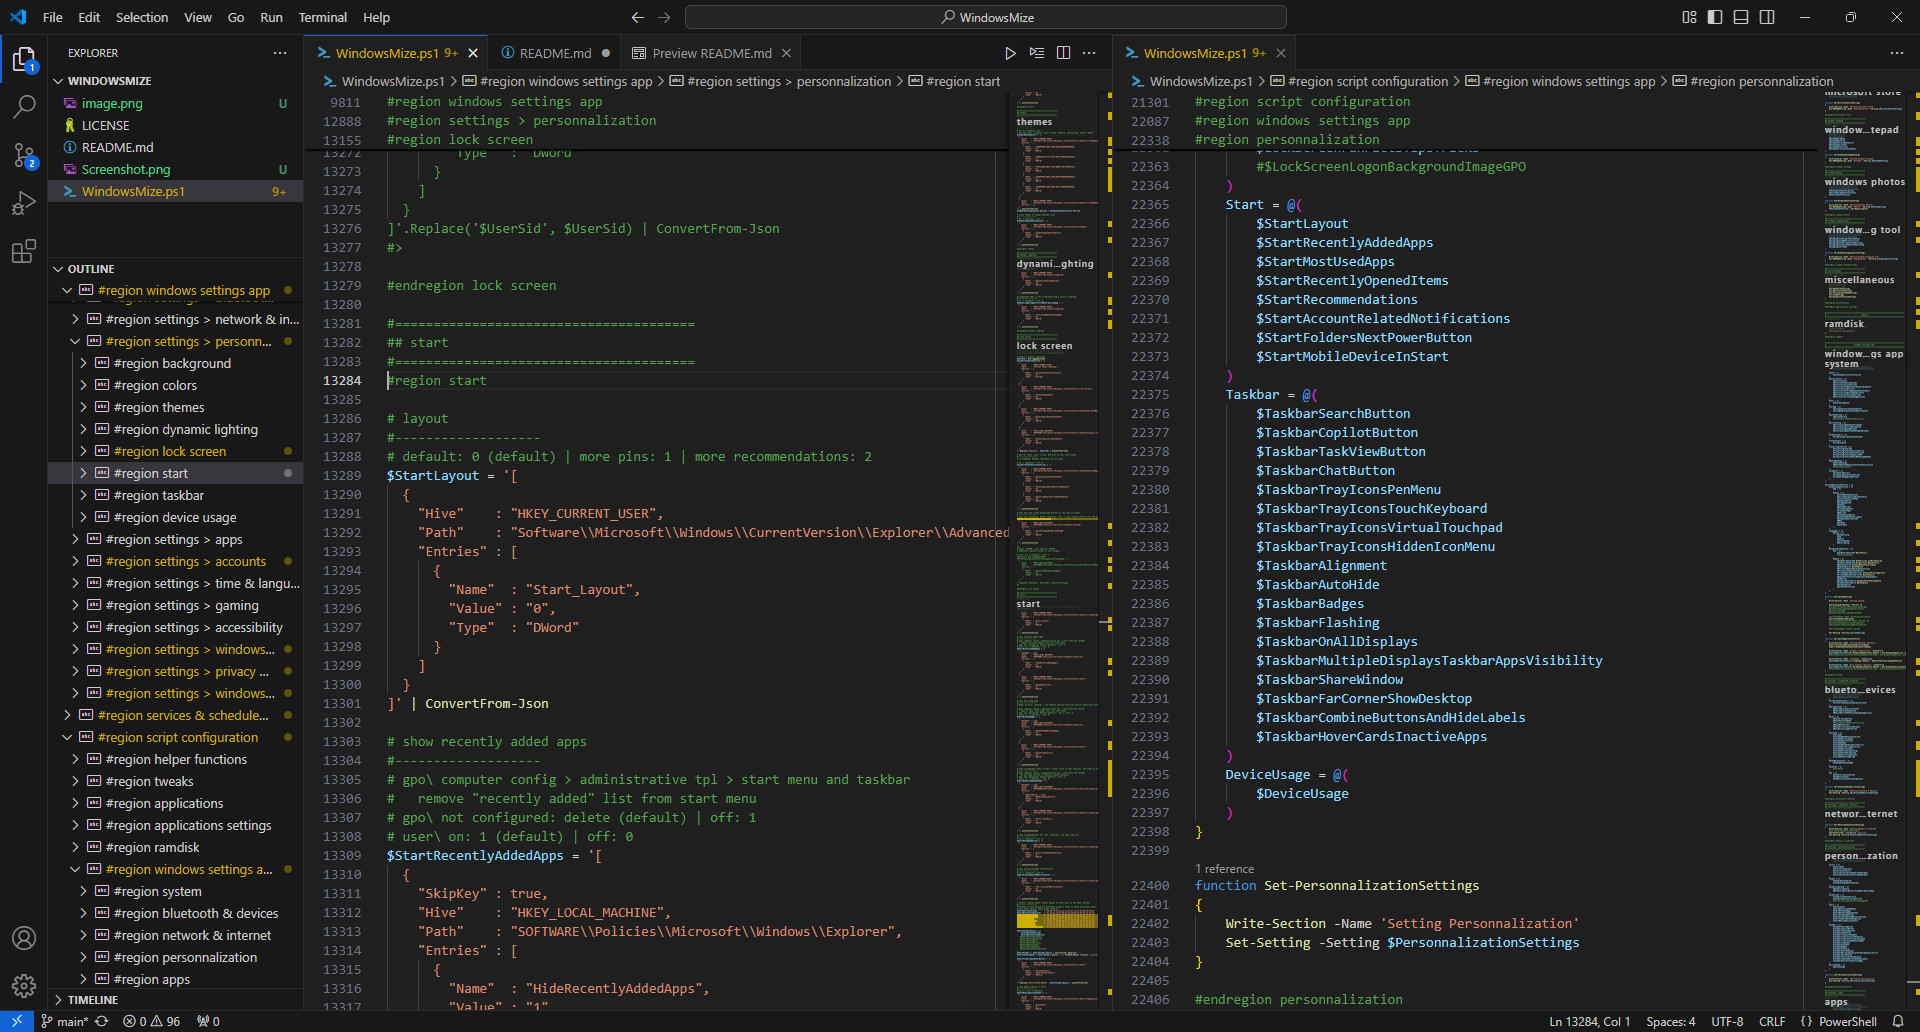 File Edit Selection View Go Run Terminal Help
WindowsMize
EXPLORER
WINDOWSMIZE
image.png U
LICENSE
README.md
Screenshot.png U
WindowsMize.ps1 9+
1
2
OUTLINE
#region windows settings app
#region settings > network & in...
#region settings > personn...
#region background
#region colors
#region themes
#region dynamic lighting
#region lock screen
#region start
#region taskbar
#region device usage
#region settings > apps
#region settings > accounts
#region settings > time & langu...
#region settings > gaming
#region settings > accessibility
#region settings > windows...
#region settings > privacy ...
#region settings > windows...
#region services & schedule...
#region script configuration
#region helper functions
#region tweaks
#region applications
#region applications settings
#region ramdisk
#region windows settings a...
#region system
#region bluetooth & devices
#region network & internet
#region personnalization
#region apps
TIMELINE
WindowsMize.ps1 9+
README.md
Preview README.md
WindowsMize.ps1 > #region windows settings app > #region settings > personnalization > #region start
9811 #region windows settings app
12888 #region settings > personnalization
13155 #region lock screen
13272 "Type" : "DWord"
13273 }
13274 ]
13275 }
13276 ]'.Replace('$UserSid', $UserSid) | ConvertFrom-Json
13277 #>
13278
13279 #endregion lock screen
13280
13281 #=======================================
13282 ## start
13283 #=======================================
13284 #region start
13285
13286 # layout
13287 #-------------------
13288 # default: 0 (default) | more pins: 1 | more recommendations: 2
13289 $StartLayout = '[
13290 {
13291 "Hive" : "HKEY_CURRENT_USER",
13292 "Path" : "Software\\Microsoft\\Windows\\CurrentVersion\\Explorer\\Advanced
13293 "Entries" : [
13294 {
13295 "Name" : "Start_Layout",
13296 "Value" : "0",
13297 "Type" : "DWord"
13298 }
13299 ]
13300 }
13301 ]' | ConvertFrom-Json
13302
13303 # show recently added apps
13304 #-------------------
13305 # gpo\ computer config > administrative tpl > start menu and taskbar
13306 #   remove "recently added" list from start menu
13307 # gpo\ not configured: delete (default) | off: 1
13308 # user\ on: 1 (default) | off: 0
13309 $StartRecentlyAddedApps = '[
13310 {
13311 "SkipKey" : true,
13312 "Hive" : "HKEY_LOCAL_MACHINE",
13313 "Path" : "SOFTWARE\\Policies\\Microsoft\\Windows\\Explorer",
13314 "Entries" : [
13315 {
13316 "Name" : "HideRecentlyAddedApps",
13317 "Value" : "1"
themes
dynami...ghting
lock screen
start
WindowsMize.ps1 9+
WindowsMize.ps1 > #region script configuration > #region windows settings app > #region personnalization
21301 #region script configuration
22087 #region windows settings app
22338 #region personnalization
22363 #$LockScreenLogonBackgroundImageGPO
22364 )
22365 Start = @(
22366 $StartLayout
22367 $StartRecentlyAddedApps
22368 $StartMostUsedApps
22369 $StartRecentlyOpenedItems
22370 $StartRecommendations
22371 $StartAccountRelatedNotifications
22372 $StartFoldersNextPowerButton
22373 $StartMobileDeviceInStart
22374 )
22375 Taskbar = @(
22376 $TaskbarSearchButton
22377 $TaskbarCopilotButton
22378 $TaskbarTaskViewButton
22379 $TaskbarChatButton
22380 $TaskbarTrayIconsPenMenu
22381 $TaskbarTrayIconsTouchKeyboard
22382 $TaskbarTrayIconsVirtualTouchpad
22383 $TaskbarTrayIconsHiddenIconMenu
22384 $TaskbarAlignment
22385 $TaskbarAutoHide
22386 $TaskbarBadges
22387 $TaskbarFlashing
22388 $TaskbarOnAllDisplays
22389 $TaskbarMultipleDisplaysTaskbarAppsVisibility
22390 $TaskbarShareWindow
22391 $TaskbarFarCornerShowDesktop
22392 $TaskbarCombineButtonsAndHideLabels
22393 $TaskbarHoverCardsInactiveApps
22394 )
22395 DeviceUsage = @(
22396 $DeviceUsage
22397 )
22398 }
22399
1 reference
22400 function Set-PersonnalizationSettings
22401 {
22402 Write-Section -Name 'Setting Personnalization'
22403 Set-Setting -Setting $PersonnalizationSettings
22404 }
22405
22406 #endregion personnalization
microsoft store
window...tepad
windows photos
window...g tool
miscellaneous
ramdisk
window...gs app
system
blueto...evices
networ...ternet
person...zation
apps
main* 0 96 0
Ln 13284, Col 1 Spaces: 4 UTF-8 CRLF { } PowerShell